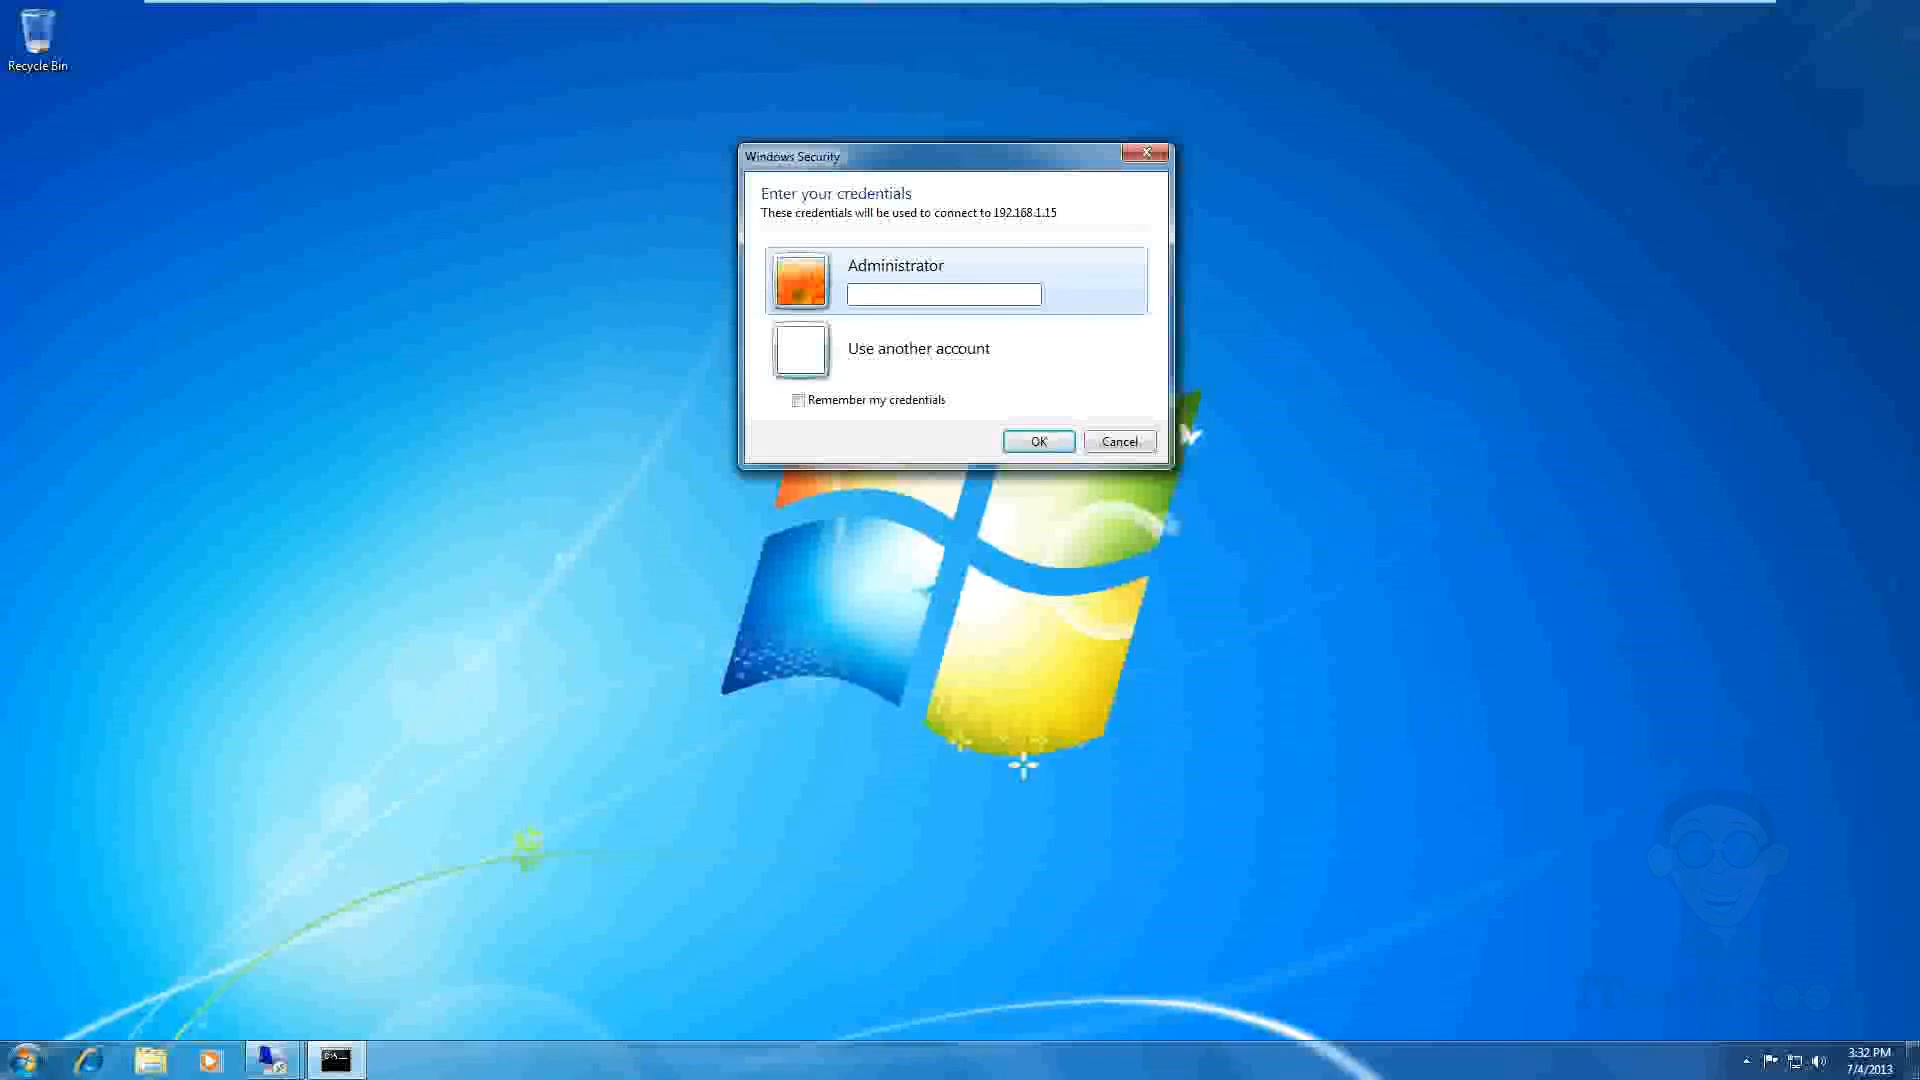 Recycle Bin
Windows Security
Enter your credentials
These credentials will be used to connect to 192.168.1.15
Administrator
Use another account
Remember my credentials
OK
Cancel
C:\_
3:32 PM
7/4/2013